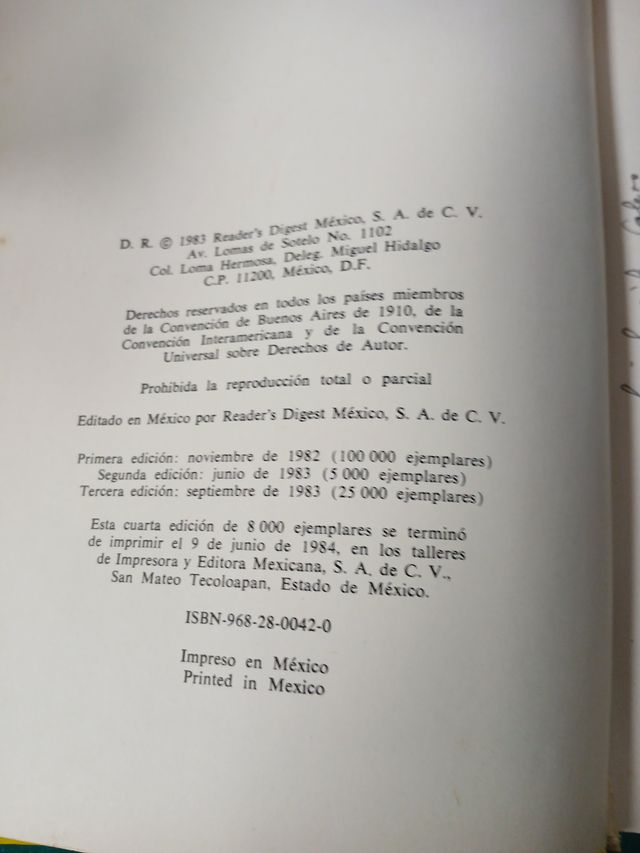 D. R. © 1983 Reader's Digest México, S. A. de C. V.
Av. Lomas de Sotelo No. 1102
Col. Loma Hermosa, Deleg. Miguel Hidalgo
C.P. 11200, México, D.F.
Derechos reservados en todos los países miembros
de la Convención de Buenos Aires de 1910, de la
Convención Interamericana y de la Convención
Universal sobre Derechos de Autor.
Prohibida la reproducción total o parcial
Editado en México por Reader's Digest México, S. A. de C. V.
Primera edición: noviembre de 1982 (100 000 ejemplares)
Segunda edición: junio de 1983 (5 000 ejemplares)
Tercera edición: septiembre de 1983 (25 000 ejemplares)
Esta cuarta edición de 8 000 ejemplares se terminó
de imprimir el 9 de junio de 1984, en los talleres
de Impresora y Editora Mexicana, S. A. de C. V.,
San Mateo Tecoloapan, Estado de México.
ISBN-968-28-0042-0
Impreso en México
Printed in Mexico